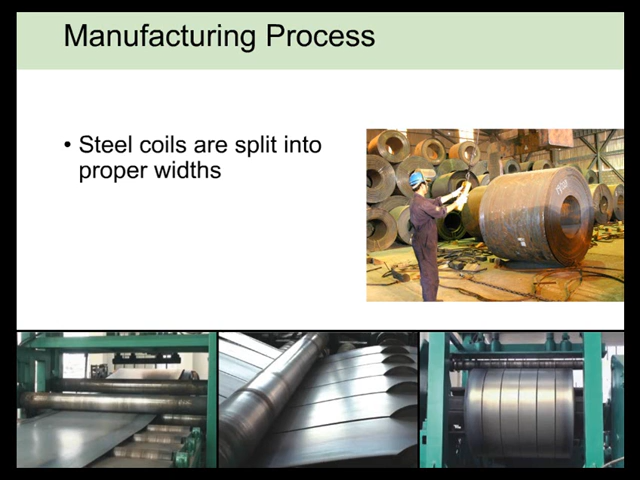 Manufacturing Process
• Steel coils are split into
proper widths